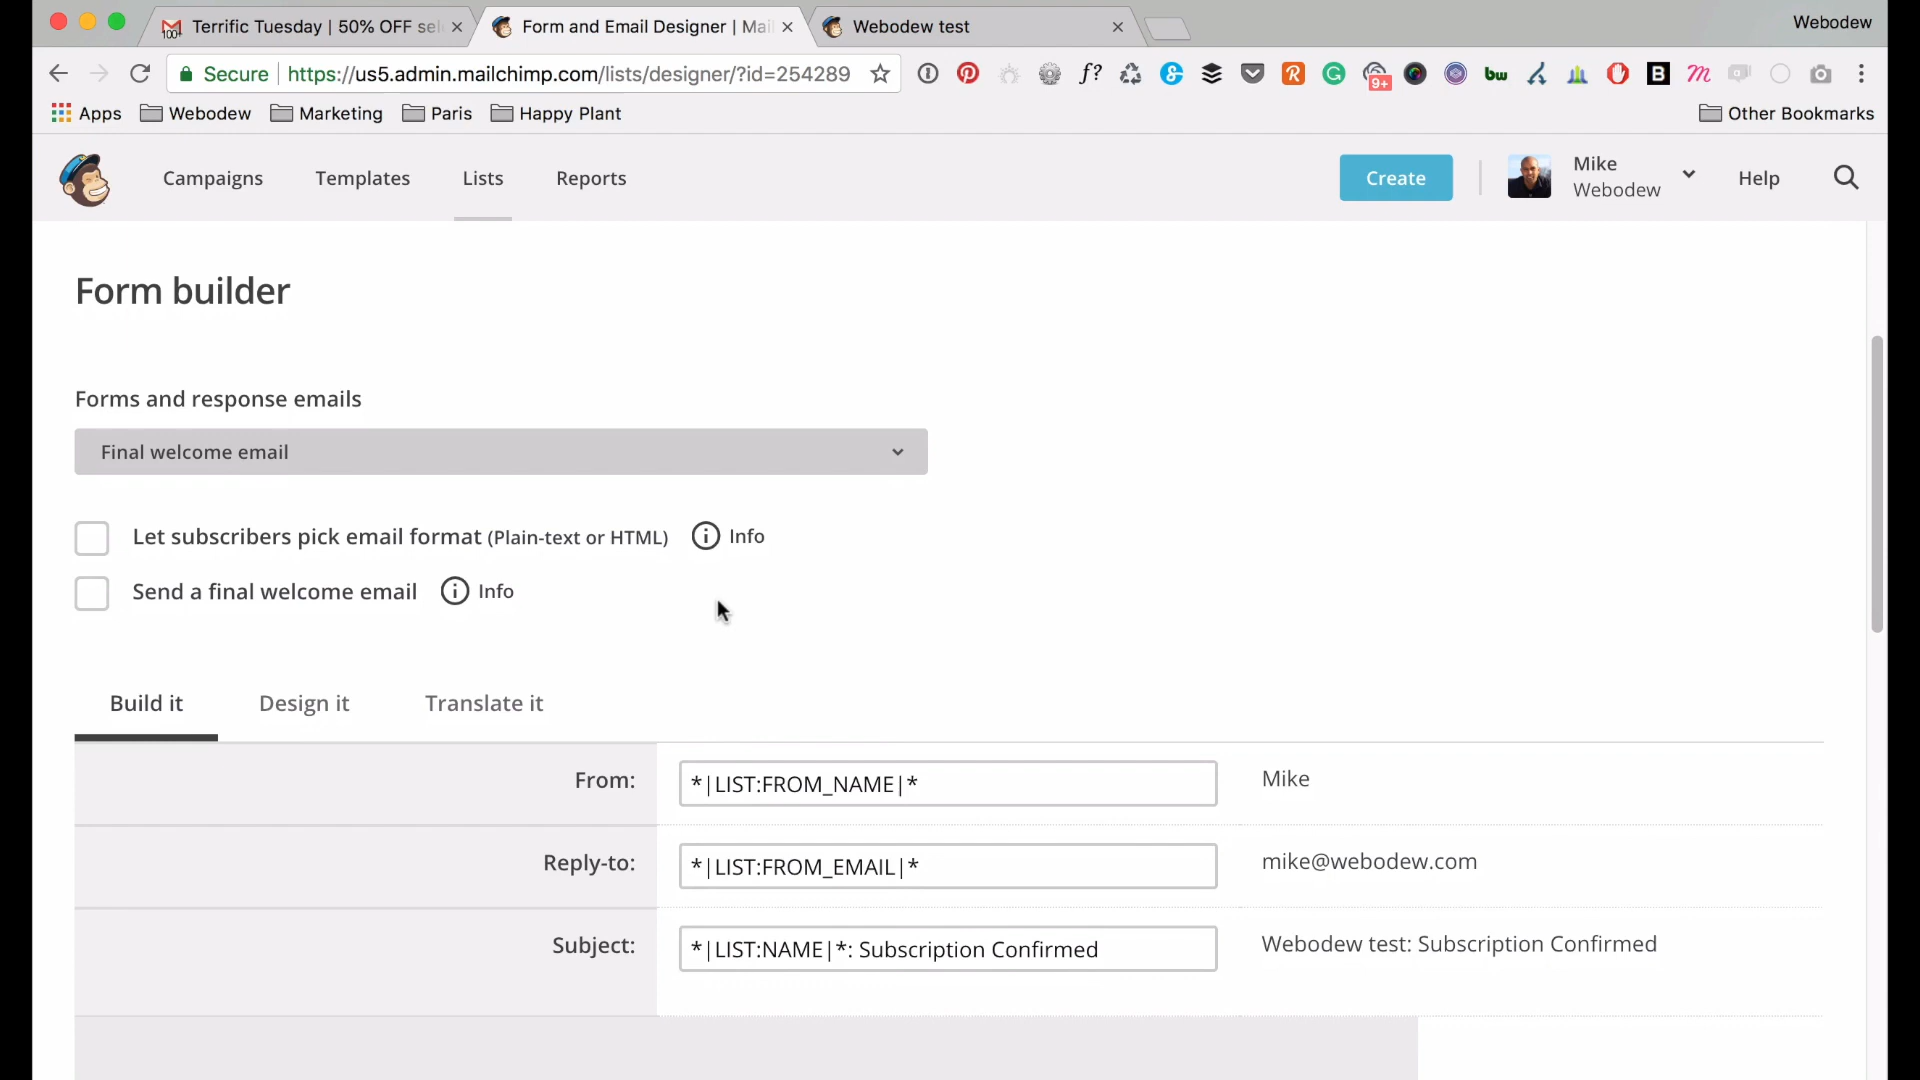 Terrific Tuesday | 50% OFF sel
Form and Email Designer | Mai
Webodew test
Webodew
Secure
https://us5.admin.mailchimp.com/lists/designer/?id=254289
100+
f?
R
G
9+
bw
B
m
Apps
Webodew
Marketing
Paris
Happy Plant
Other Bookmarks
Campaigns
Templates
Lists
Reports
Create
Mike
Webodew
Help
Form builder
Forms and response emails
Final welcome email
Let subscribers pick email format (Plain-text or HTML)
Info
Send a final welcome email
Info
Build it
Design it
Translate it
From:
*|LIST:FROM_NAME|*
Mike
Reply-to:
*|LIST:FROM_EMAIL|*
mike@webodew.com
Subject:
*|LIST:NAME|*: Subscription Confirmed
Webodew test: Subscription Confirmed